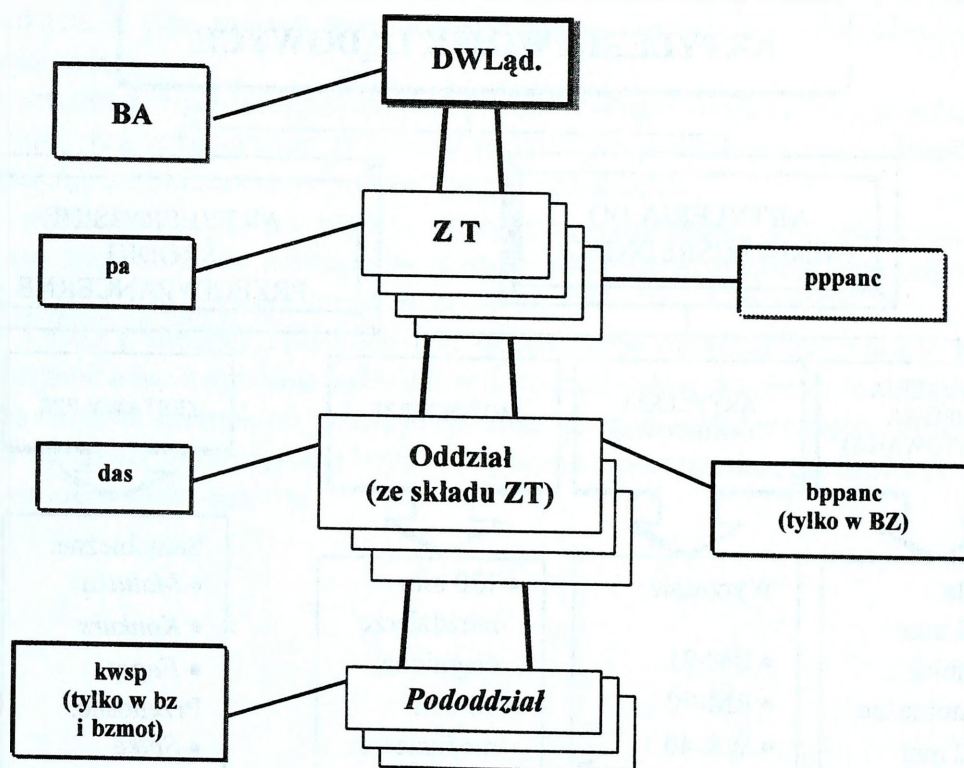 DWLąd.
BA
Z T
pa
pppanc
Oddział
(ze składu ZT)
das
bppanc
(tylko w BZ)
kwsp
(tylko w bz
i bzmot)
Pododdział